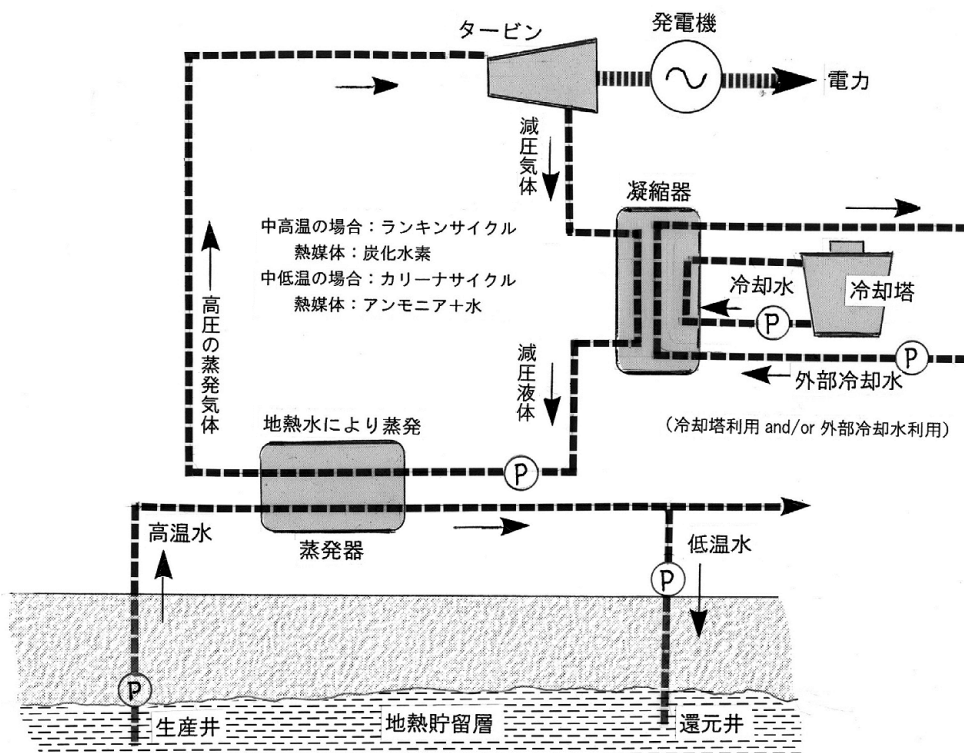 タービン
発電機
電力
減圧気体
凝縮器
中高温の場合：ランキンサイクル
熱媒体：炭化水素
中低温の場合：カリーナサイクル
熱媒体：アンモニア＋水
高圧の蒸発気体
冷却水
冷却塔
P
P
外部冷却水
減圧液体
（冷却塔利用 and/or 外部冷却水利用）
地熱水により蒸発
P
高温水
蒸発器
低温水
P
P
生産井
地熱貯留層
還元井